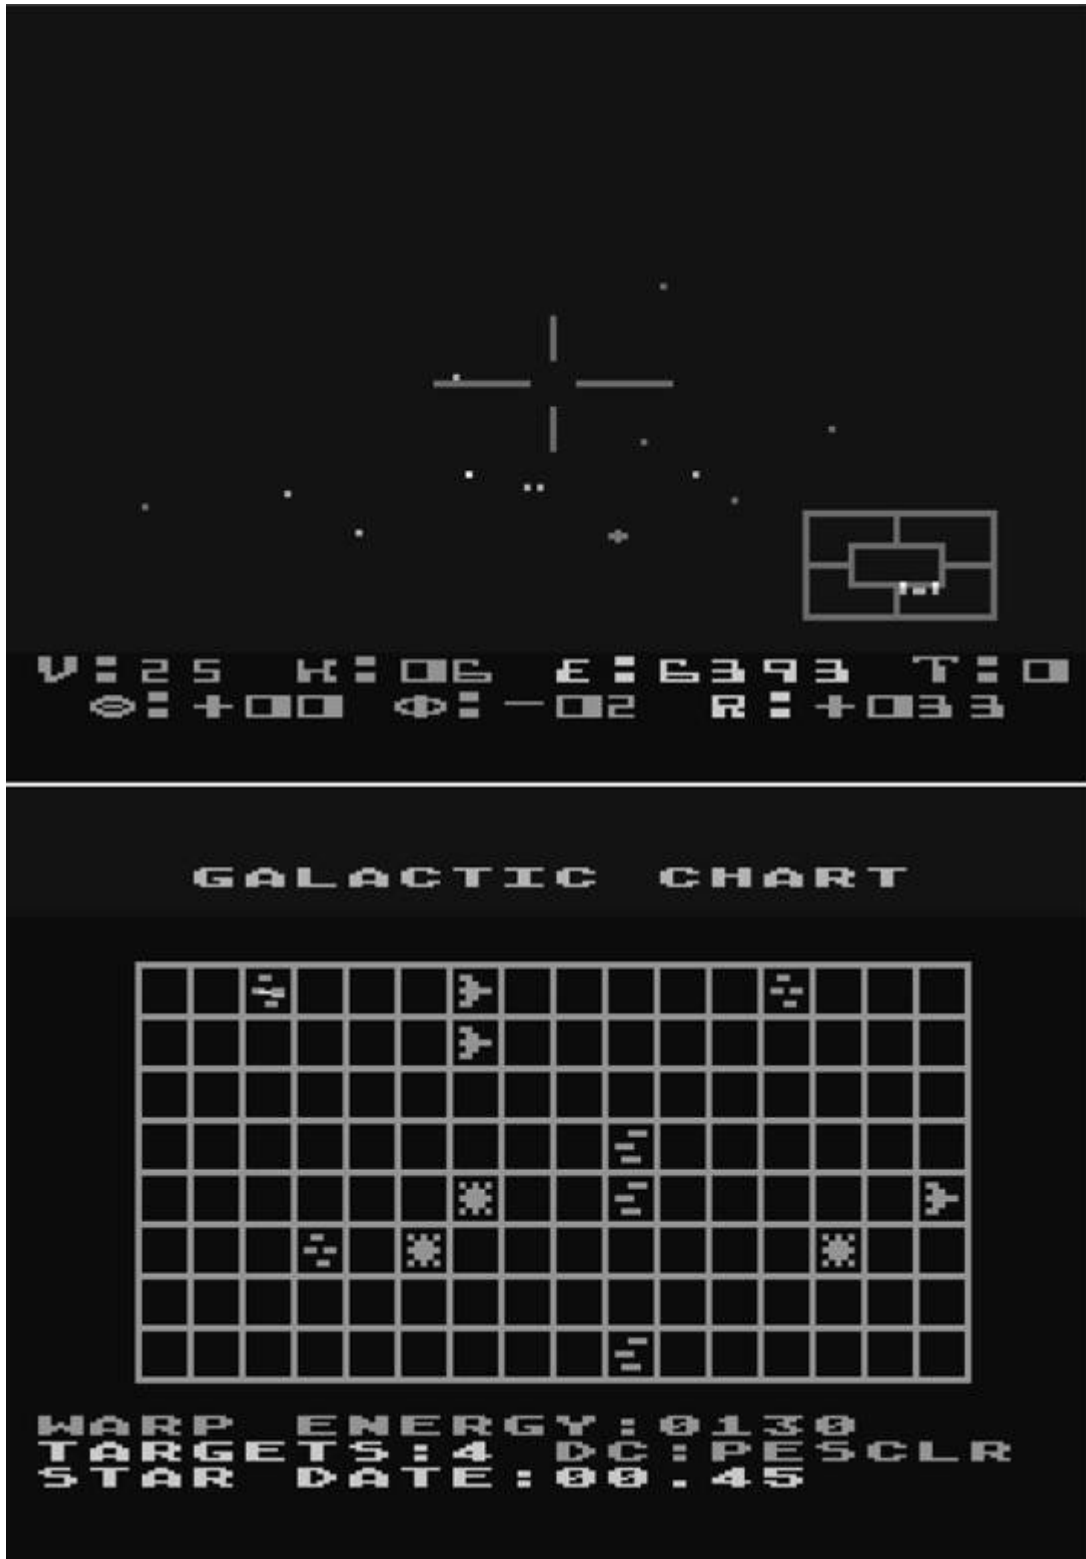 V:25 K:06 E:6393 T:0
Θ:+00 Φ:-02 R:+033
GALACTIC CHART
WARP ENERGY:0130
TARGETS:4 DC:PESCLR
STAR DATE:00.45